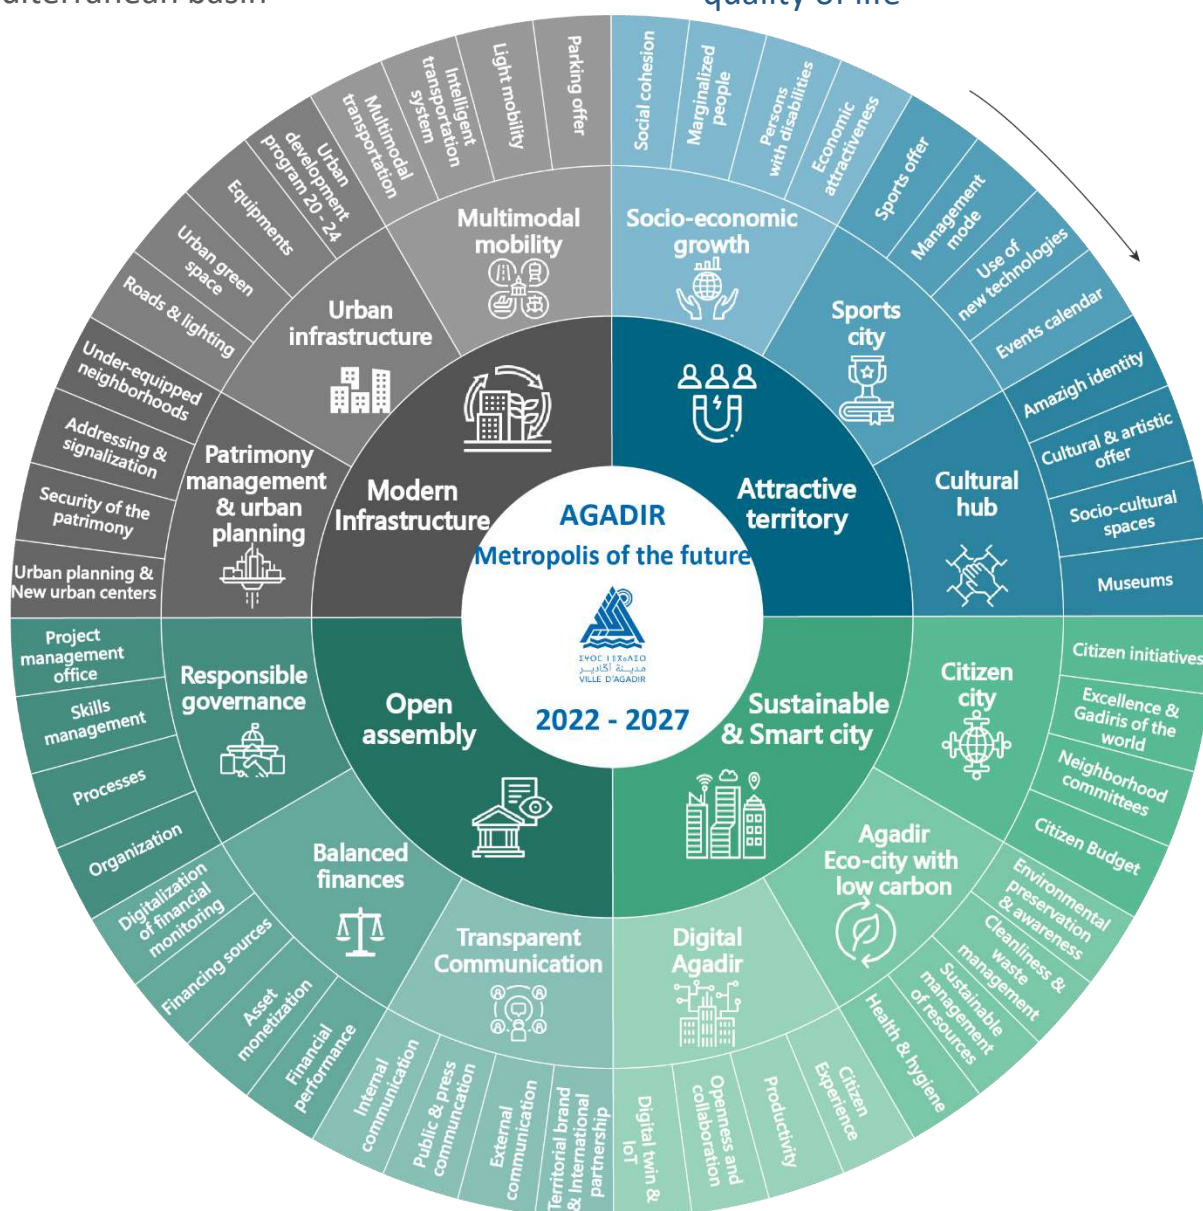 diterranean basin
quality of life
Social cohesion
Marginalized
people
Persons
with disabilities
Economic
attractiveness
Sports offer
Management
mode
Use of
new technologies
Events calendar
Amazigh identity
Cultural & artistic
offer
Socio-cultural
spaces
Museums
Citizen initiatives
Excellence &
Gadiris of the
world
Neighborhood
committees
Citizen Budget
Environmental
preservation
& awareness
Cleanliness &
waste
management
Sustainable
management
of resources
Health & hygiene
Citizen
Experience
Productivity
Openness and
collaboration
Digital twin &
IoT
Territorial brand
& International
partnership
External
communication
Public & press
communcation
Internal
communication
Financial
performance
Asset
monetization
Financing sources
Digitalization
of financial
monitoring
Organization
Processes
Skills
management
Project
management
office
Urban planning &
New urban centers
Security of the
patrimony
Addressing &
signalization
Under-equipped
neighborhoods
Roads & lighting
Urban green
space
Equipments
Urban
development
program 20 - 24
Multimodal
transportation
Intelligent
transportation
system
Light mobility
Parking offer
Socio-economic
growth
Sports
city
Cultural
hub
Citizen
city
Agadir
Eco-city with
low carbon
Digital
Agadir
Transparent
Communication
Balanced
finances
Responsible
governance
Patrimony
management
& urban
planning
Urban
infrastructure
Multimodal
mobility
Attractive
territory
Sustainable
& Smart city
Open
assembly
Modern
Infrastructure
AGADIR
Metropolis of the future
مدينة أكادير
VILLE D'AGADIR
2022 - 2027